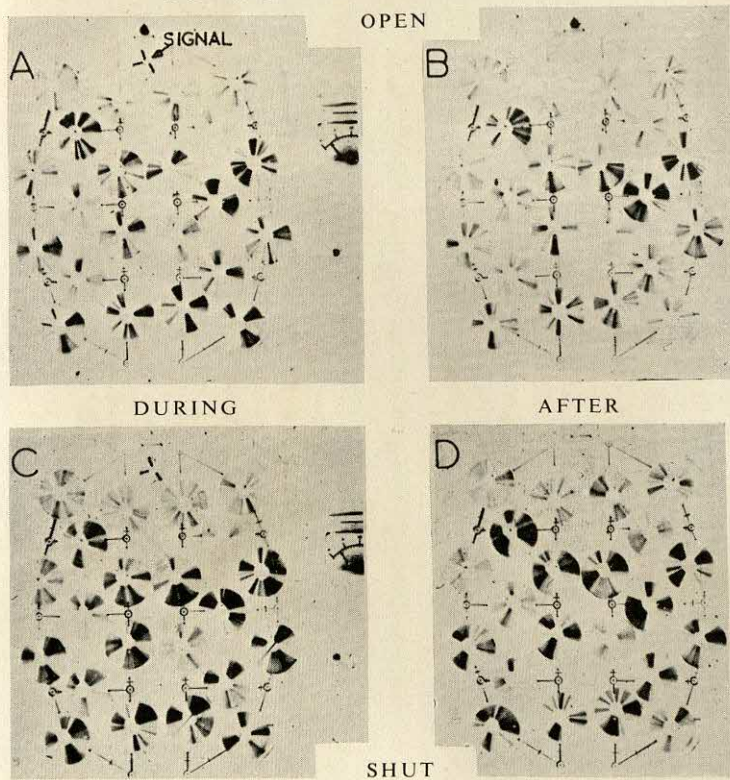 OPEN
SIGNAL
A
B
DURING
AFTER
C
D
SHUT